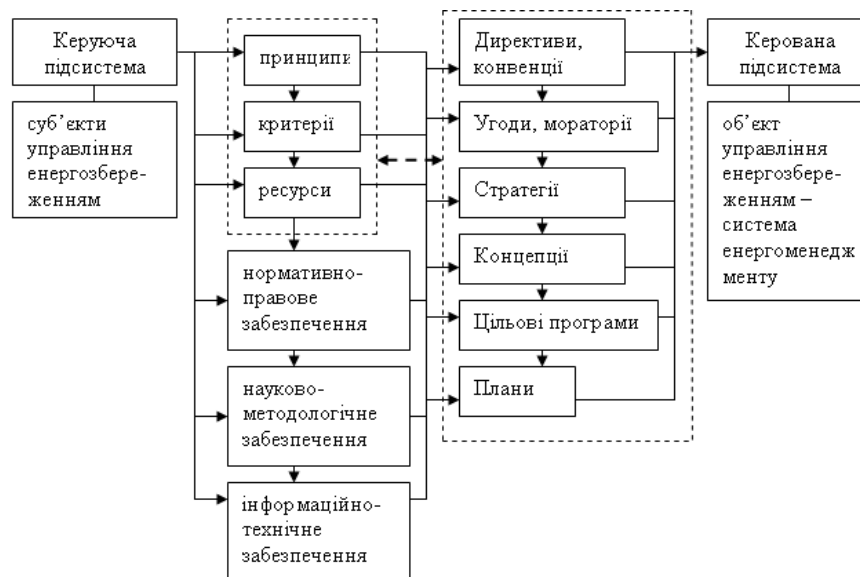 Керуюча
підсистема
суб’єкти
управління
енергозбере-
женням
принципи
критерії
ресурси
нормативно-
правове
забезпечення
науково-
методологічне
забезпечення
інформаційно-
технічне
забезпечення
Директиви,
конвенції
Угоди, мораторії
Стратегії
Концепції
Цільові програми
Плани
Керована
підсистема
об’єкт
управління
енергозбере-
женням –
система
енергоменедж
менту